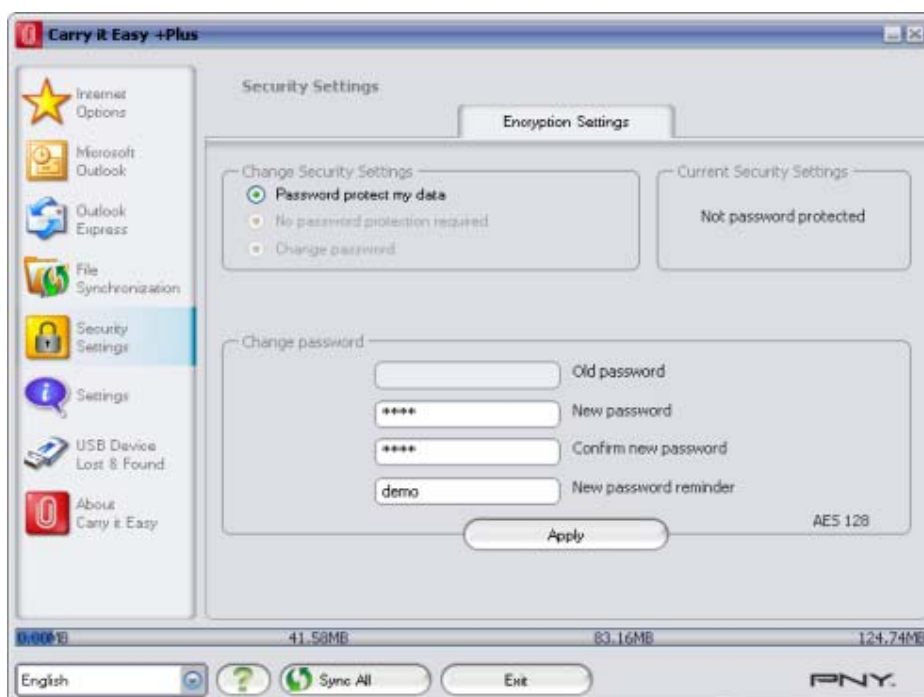 Carry it Easy +Plus
Internet
Options
Microsoft
Outlook
Outlook
Express
File
Synchronization
Security
Settings
Settings
USB Device
Lost & Found
About
Carry it Easy
Security Settings
Encryption Settings
Change Security Settings
Password protect my data
No password protection required
Change password
Current Security Settings
Not password protected
Change password
Old password
**** New password
**** Confirm new password
demo New password reminder
AES 128
Apply
0.00MB 41.58MB 83.16MB 124.74MB
English ? Sync All Exit PNY